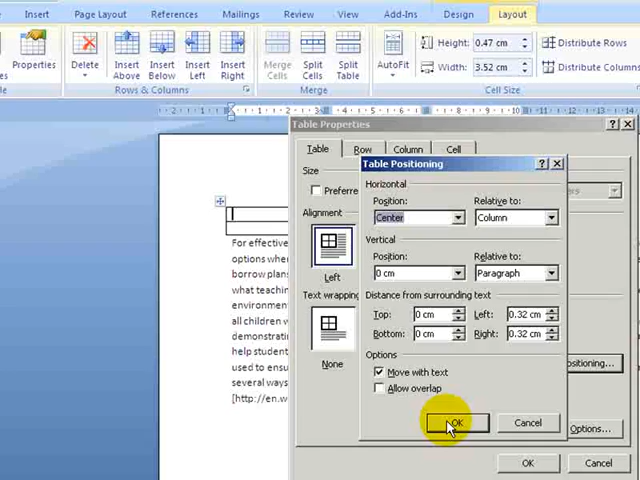 Insert Page Layout References Mailings Review View Add-Ins Design Layout
Properties
Delete
Insert Above
Insert Below
Insert Left
Insert Right
Merge Cells
Split Cells
Split Table
AutoFit
Height: 0.47 cm
Width: 3.52 cm
Distribute Rows
Distribute Columns
Rows & Columns
Merge
Cell Size
Table Properties
Table Row Column Cell
Size
Preferre
Alignment
Left
Text wrapping
None
ositioning...
Options...
OK Cancel
Table Positioning
Horizontal
Position: Relative to:
Center Column
Vertical
Position: Relative to:
0 cm Paragraph
Distance from surrounding text
Top: 0 cm Left: 0.32 cm
Bottom: 0 cm Right: 0.32 cm
Options
Move with text
Allow overlap
OK Cancel
For effective
options whe
borrow plans
what teachin
environmen
all children w
demonstratin
help student
used to ensu
several ways
[http://en.w